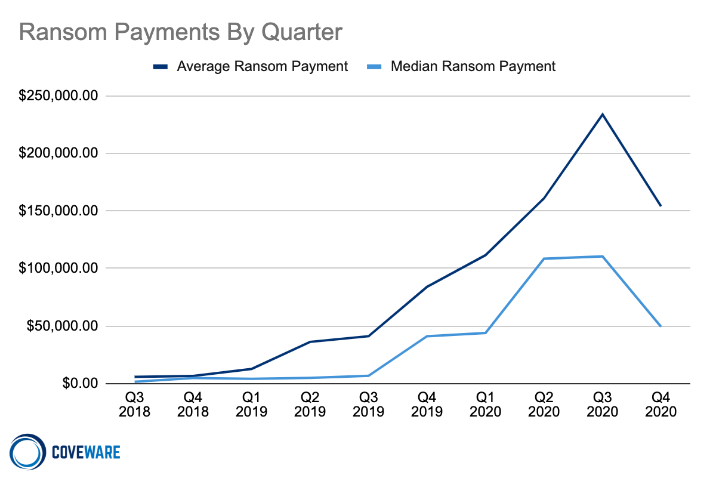 Ransom Payments By Quarter
Average Ransom Payment Median Ransom Payment
$250,000.00
$200,000.00
$150,000.00
$100,000.00
$50,000.00
$0.00
Q3 Q4 Q1 Q2 Q3 Q4 Q1 Q2 Q3 Q4
2018 2018 2019 2019 2019 2019 2020 2020 2020 2020
COVEWARE